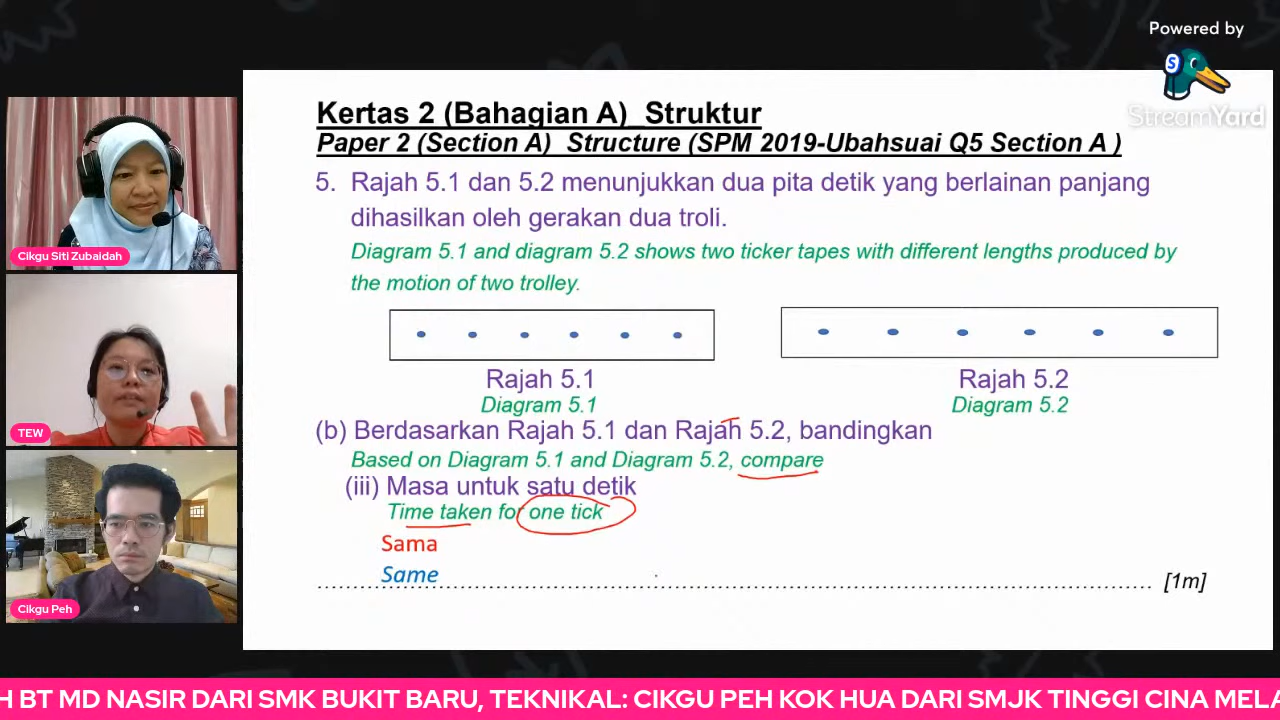 Powered by
StreamYard
Kertas 2 (Bahagian A)_Struktur
Paper 2 (Section A)_Structure (SPM 2019-Ubahsuai Q5 Section A )
5. Rajah 5.1 dan 5.2 menunjukkan dua pita detik yang berlainan panjang
dihasilkan oleh gerakan dua troli.
Diagram 5.1 and diagram 5.2 shows two ticker tapes with different lengths produced by
the motion of two trolley.
Rajah 5.1
Diagram 5.1
Rajah 5.2
Diagram 5.2
(b) Berdasarkan Rajah 5.1 dan Rajah 5.2, bandingkan
Based on Diagram 5.1 and Diagram 5.2, compare
(iii) Masa untuk satu detik
Time taken for one tick
Sama
Same
[1m]
Cikgu Siti Zubaidah
TEW
Cikgu Peh
H BT MD NASIR DARI SMK BUKIT BARU, TEKNIKAL: CIKGU PEH KOK HUA DARI SMJK TINGGI CINA MELA